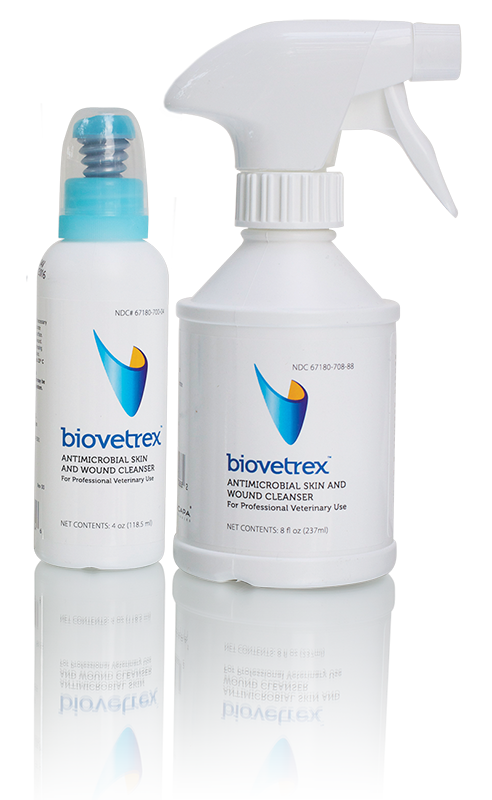 NDC# 67180-700-04
biovetrex™
ANTIMICROBIAL SKIN
AND WOUND CLEANSER
For Professional Veterinary Use
NET CONTENTS: 4 oz (118.5 ml)
NDC 67180-708-88
biovetrex™
ANTIMICROBIAL SKIN AND
WOUND CLEANSER
For Professional Veterinary Use
NET CONTENTS: 8 fl oz (237ml)